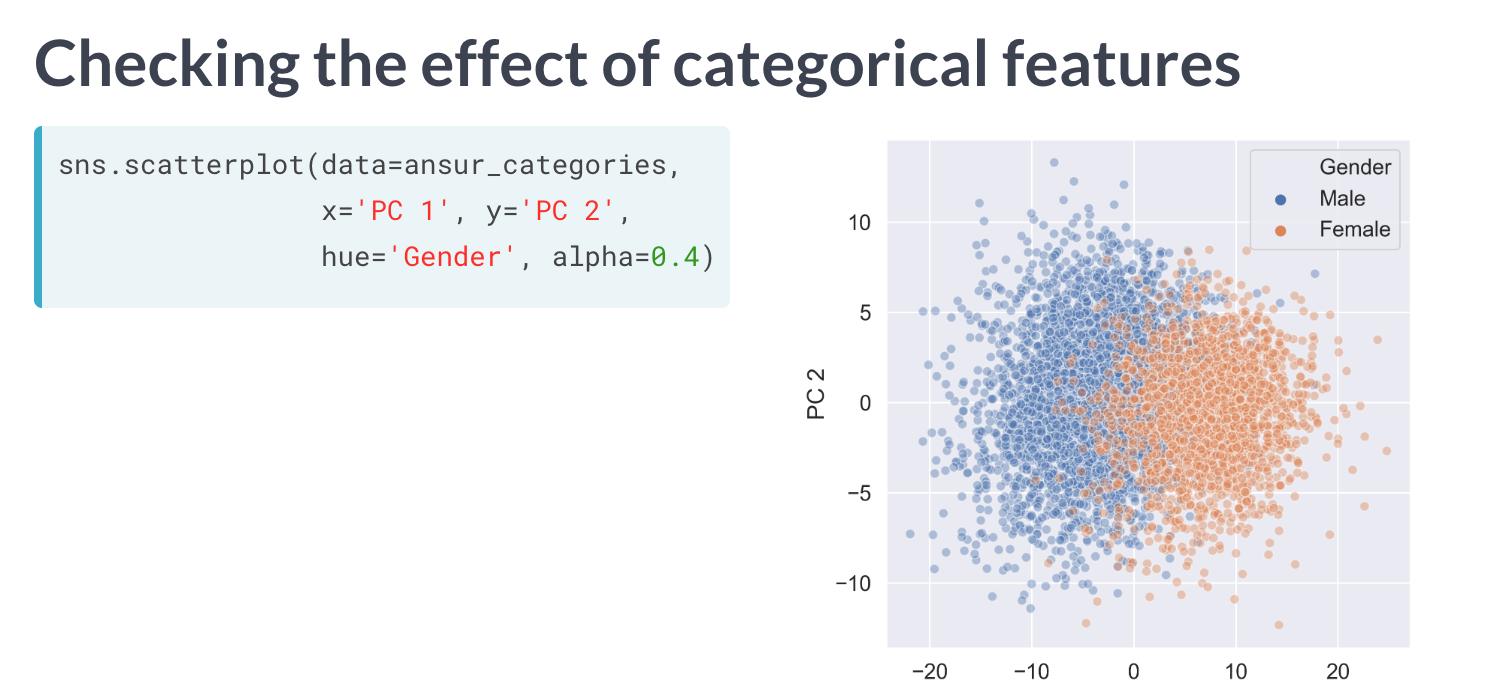 Checking the effect of categorical features
sns.scatterplot(data=ansur_categories,
x='PC 1', y='PC 2',
hue='Gender', alpha=0.4)
Gender
Male
Female
10
5
0
−5
−10
PC 2
−20 −10 0 10 20